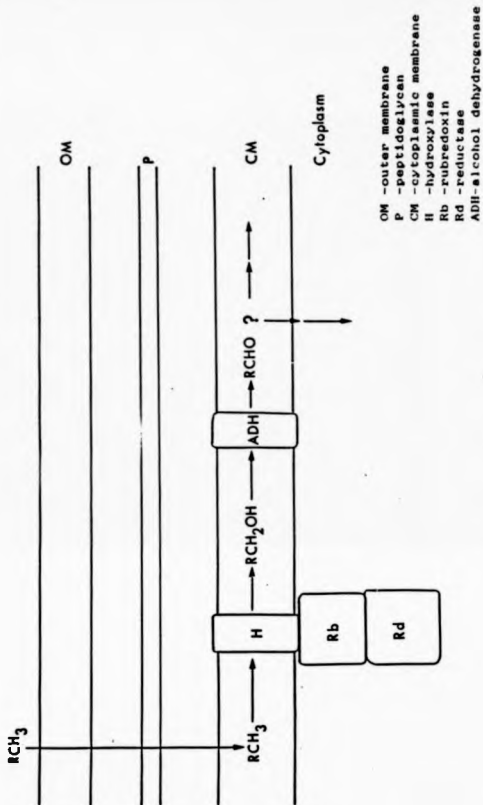 RCH3
OM
P
CM
RCH3
H
RCH2OH
ADH
RCHO
?
Cytoplasm
Rb
Rd
OM -outer membrane
P -peptidoglycan
CM -cytoplasmic membrane
H -hydroxylase
Rb -rubredoxin
Rd -reductase
ADH-alcohol dehydrogenase